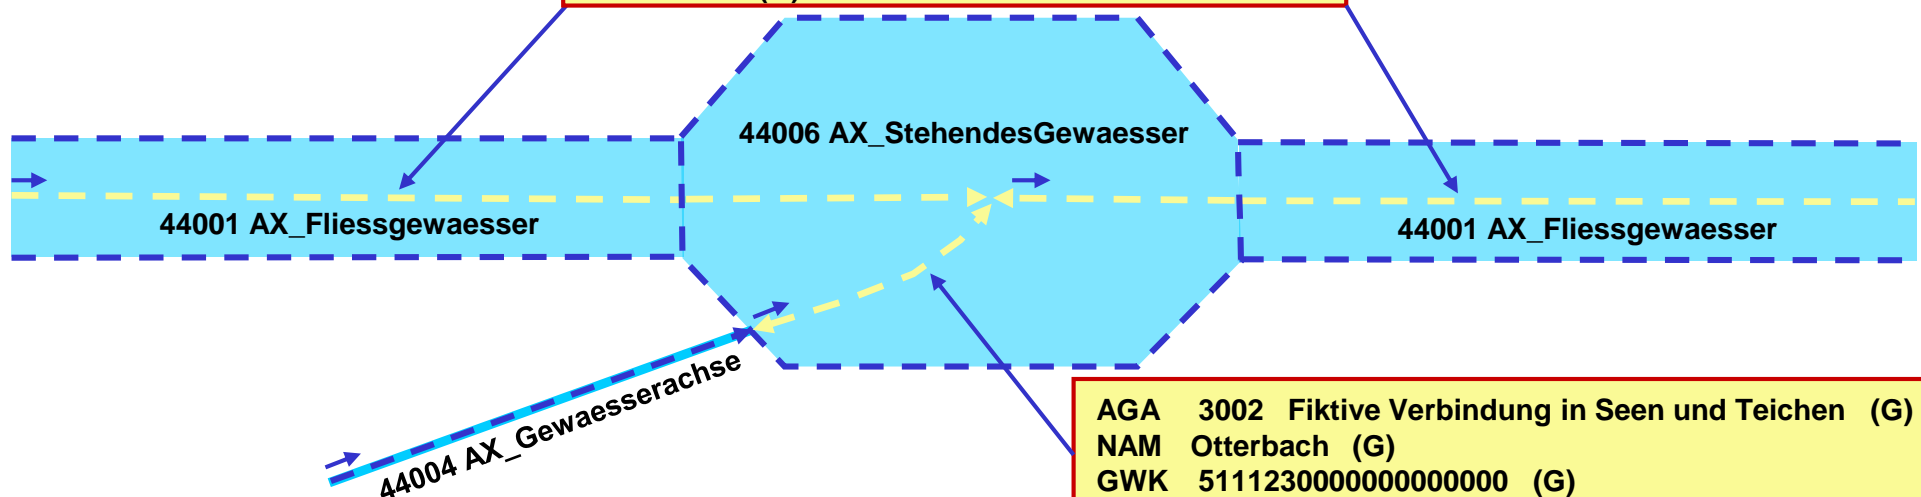 44006 AX_StehendesGewaesser
44001 AX_Fliessgewaesser
44001 AX_Fliessgewaesser
44004 AX_Gewaesserachse
AGA 3002 Fiktive Verbindung in Seen und Teichen (G)
NAM Otterbach (G)
GWK 5111230000000000000 (G)